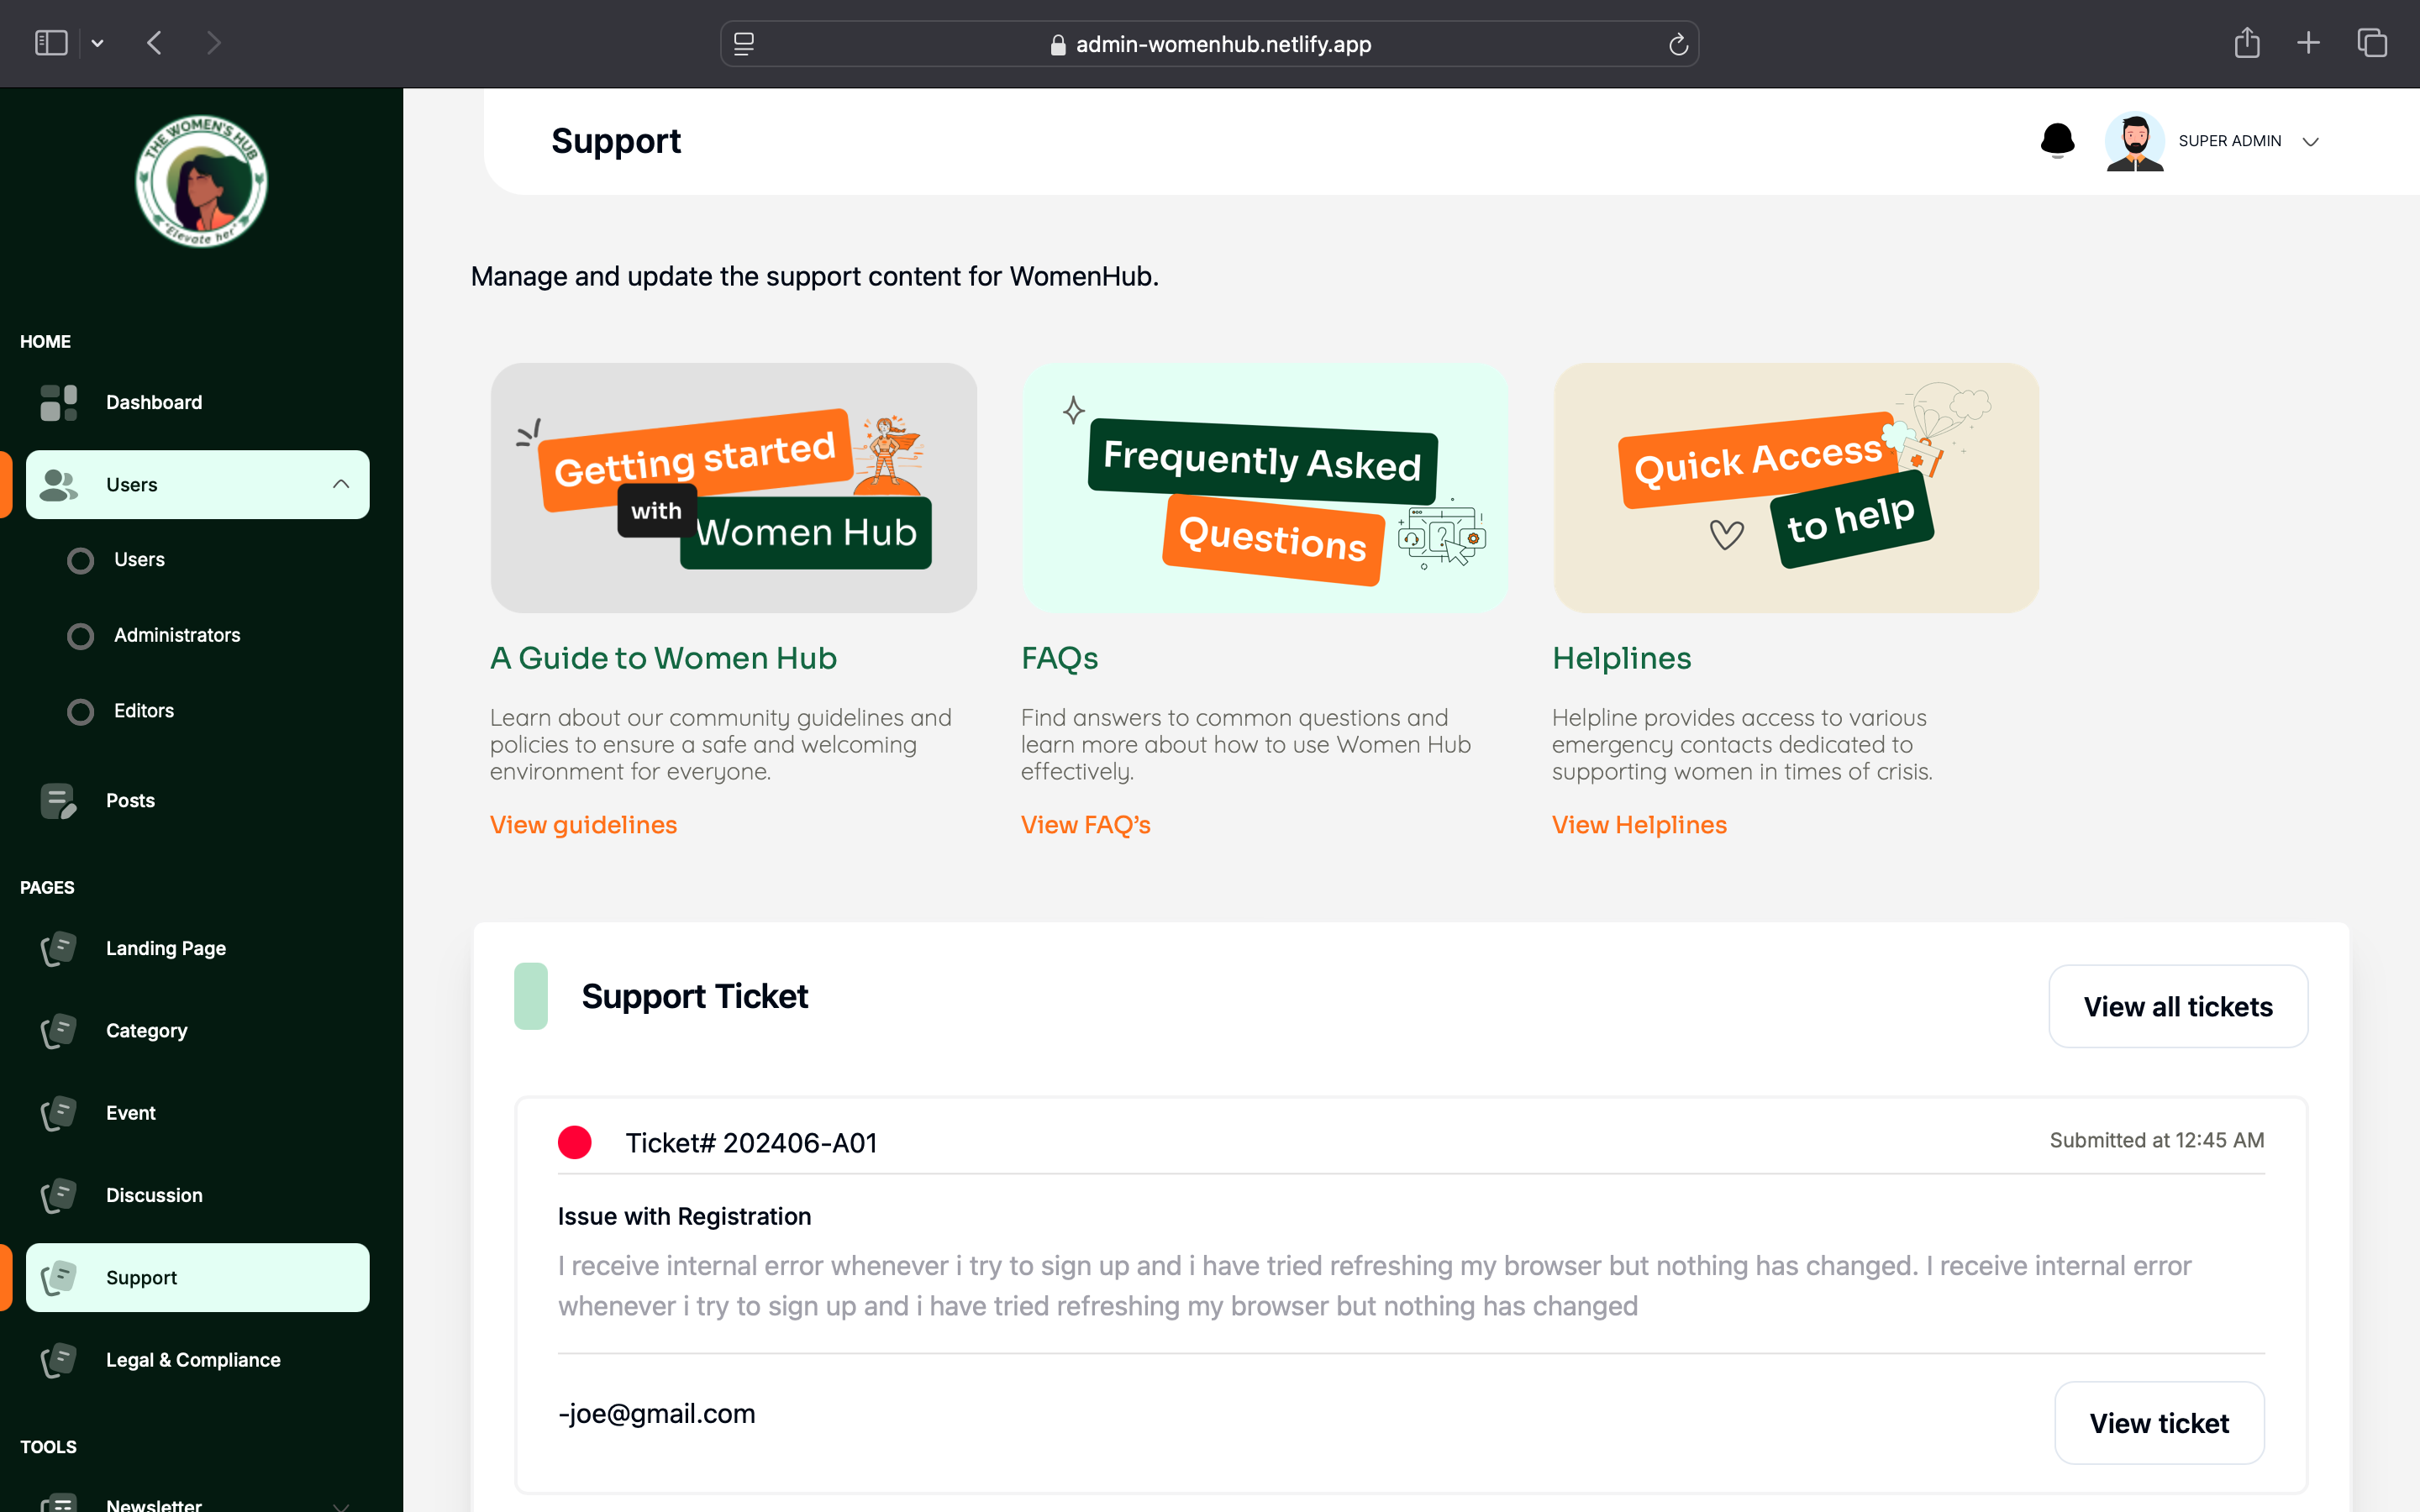 admin-womenhub.netlify.app
THE WOMEN'S HUB
"Elevate her"
Support
SUPER ADMIN
Manage and update the support content for WomenHub.
HOME
Dashboard
Users
Users
Administrators
Editors
Posts
PAGES
Landing Page
Category
Event
Discussion
Support
Legal & Compliance
TOOLS
Newsletter
Getting started
with
Women Hub
A Guide to Women Hub
Learn about our community guidelines and
policies to ensure a safe and welcoming
environment for everyone.
View guidelines
Frequently Asked
Questions
FAQs
Find answers to common questions and
learn more about how to use Women Hub
effectively.
View FAQ’s
Quick Access
to help
Helplines
Helpline provides access to various
emergency contacts dedicated to
supporting women in times of crisis.
View Helplines
Support Ticket
View all tickets
Ticket# 202406-A01
Submitted at 12:45 AM
Issue with Registration
I receive internal error whenever i try to sign up and i have tried refreshing my browser but nothing has changed. I receive internal error
whenever i try to sign up and i have tried refreshing my browser but nothing has changed
-joe@gmail.com
View ticket